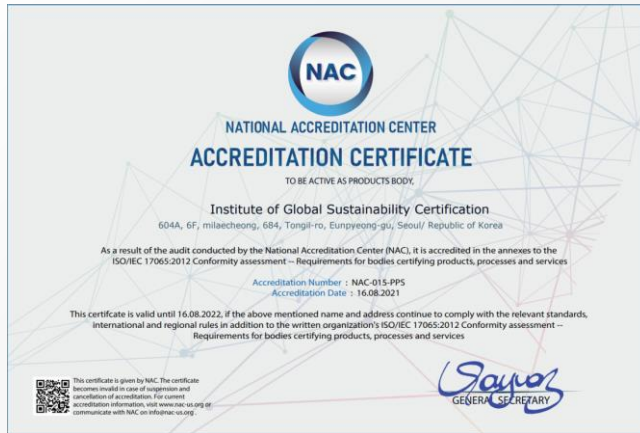 NAC
NATIONAL ACCREDITATION CENTER
ACCREDITATION CERTIFICATE
TO BE ACTIVE AS PRODUCTS BODY,
Institute of Global Sustainability Certification
604A, 6F, milaecheong, 684, Tongil-ro, Eunpyeong-gu, Seoul/ Republic of Korea
As a result of the audit conducted by the National Accreditation Center (NAC), it is accredited in the annexes to the
ISO/IEC 17065:2012 Conformity assessment -- Requirements for bodies certifying products, processes and services
Accreditation Number : NAC-015-PPS
Accreditation Date : 16.08.2021
This certifcate is valid until 16.08.2022, if the above mentioned name and address continue to comply with the relevant standards,
international and regional rules in addition to the written organization's ISO/IEC 17065:2012 Conformity assessment --
Requirements for bodies certifying products, processes and services
This certificate is given by NAC. The certificate
becomes invalid in case of suspension and
cancellation of accreditation. For current
accreditation information, visit www.nac-us.org or
communicate with NAC on info@nac-us.org .
GENERAL SECRETARY